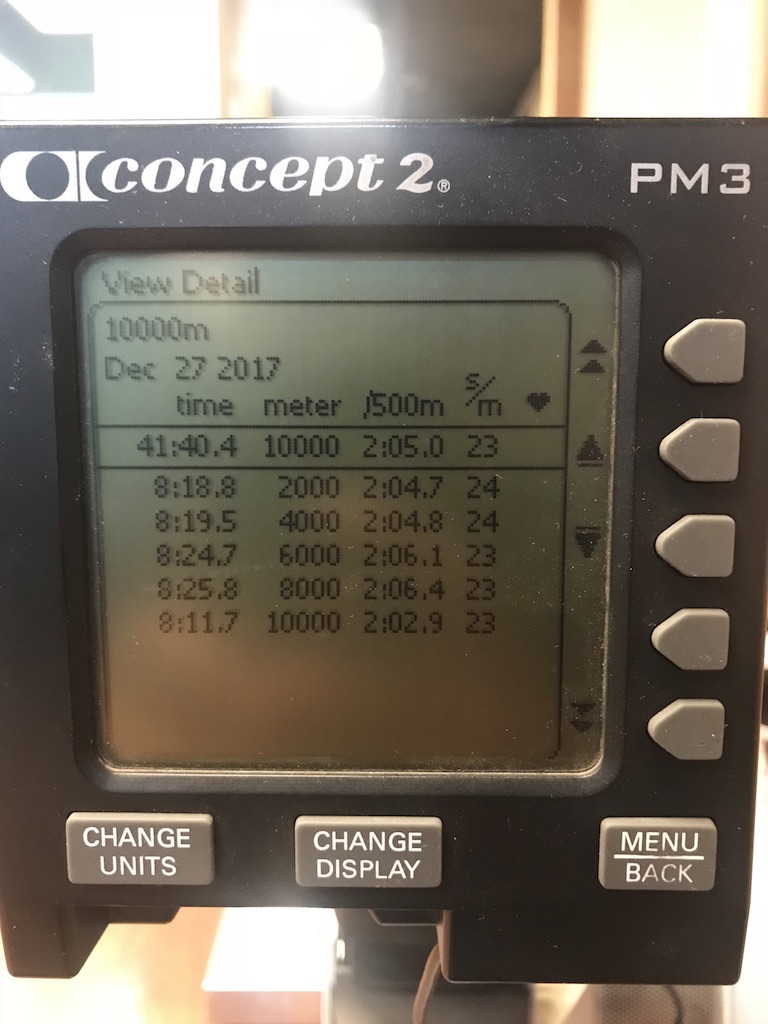 concept 2® PM3
View Detail
10000m
Dec 27 2017
time meter /500m s/m ♥
41:40.4 10000 2:05.0 23
8:18.8 2000 2:04.7 24
8:19.5 4000 2:04.8 24
8:24.7 6000 2:06.1 23
8:25.8 8000 2:06.4 23
8:11.7 10000 2:02.9 23
CHANGE UNITS
CHANGE DISPLAY
MENU
BACK